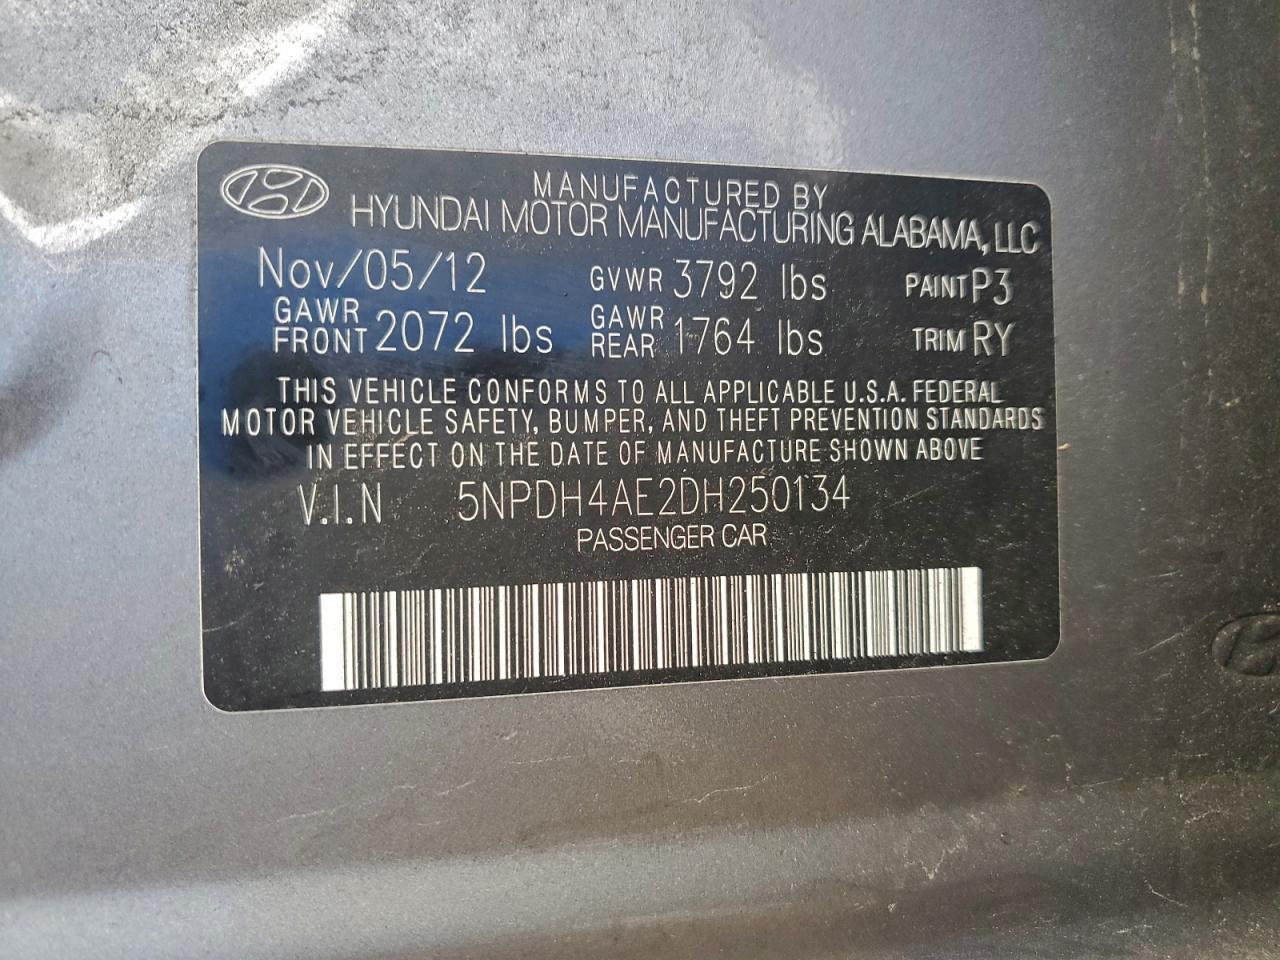 MANUFACTURED BY
HYUNDAI MOTOR MANUFACTURING ALABAMA, LLC
Nov/05/12 GVWR 3792 lbs PAINT P3
GAWR FRONT 2072 lbs GAWR REAR 1764 lbs TRIM RY
THIS VEHICLE CONFORMS TO ALL APPLICABLE U.S.A. FEDERAL
MOTOR VEHICLE SAFETY, BUMPER, AND THEFT PREVENTION STANDARDS
IN EFFECT ON THE DATE OF MANUFACTURE SHOWN ABOVE
V.I.N 5NPDH4AE2DH250134
PASSENGER CAR